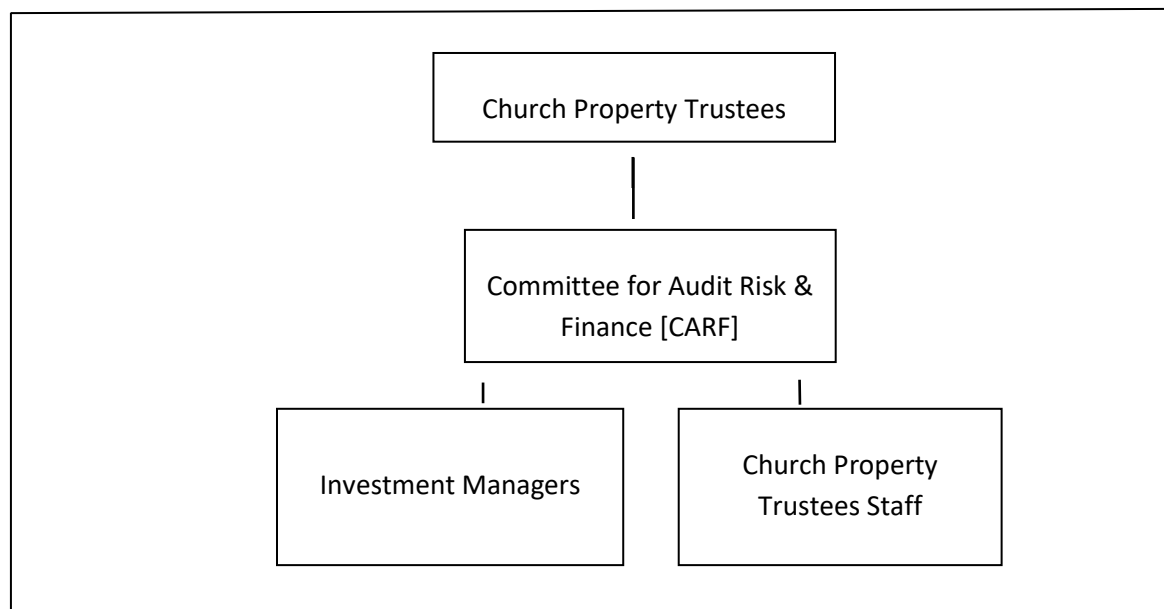 Church Property Trustees
Committee for Audit Risk &
Finance [CARF]
Investment Managers
Church Property
Trustees Staff